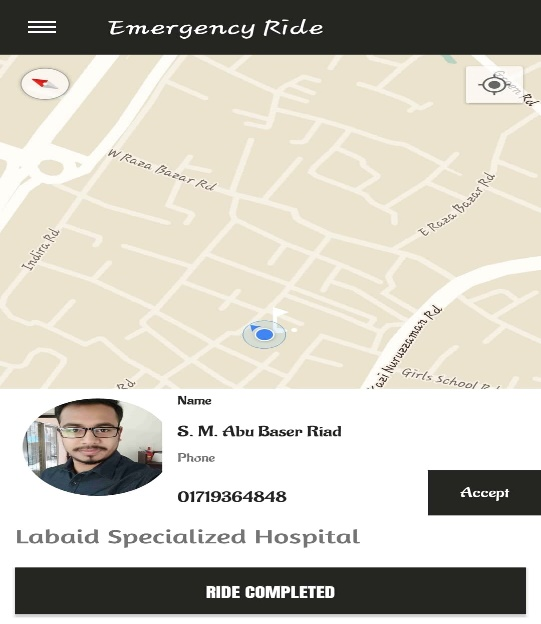 Emergency Ride
Rd
W Raza Bazar Rd
E Raza Bazar Rd
Indira Rd
Kazi Nuruzzaman Rd
Girls School R
Rd
Name
S. M. Abu Baser Riad
Phone
01719364848
Accept
Labaid Specialized Hospital
RIDE COMPLETED